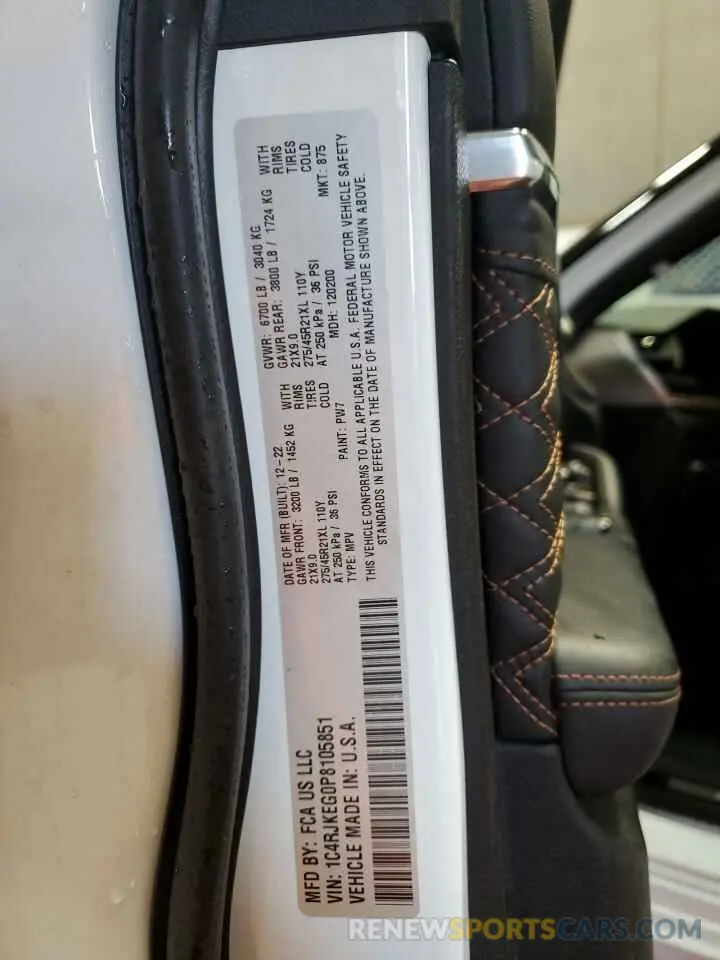 MFD BY: FCA US LLC
VIN: 1C4RJKEG0P8105851
VEHICLE MADE IN: U.S.A.
DATE OF MFR (BUILT): 12-22
GAWR FRONT: 3200 LB / 1452 KG WITH
21X9.0 RIMS
275/45R21XL 110Y TIRES
AT 250 kPa / 36 PSI COLD
TYPE: MPV PAINT: PW7
GVWR: 6700 LB / 3040 KG
GAWR REAR: 3800 LB / 1724 KG WITH
21X9.0 RIMS
275/45R21XL 110Y TIRES
AT 250 kPa / 36 PSI COLD
MDH: 120200 MKT: 875
THIS VEHICLE CONFORMS TO ALL APPLICABLE U.S.A. FEDERAL MOTOR VEHICLE SAFETY
STANDARDS IN EFFECT ON THE DATE OF MANUFACTURE SHOWN ABOVE.
RENEWSPORTSCARS.COM